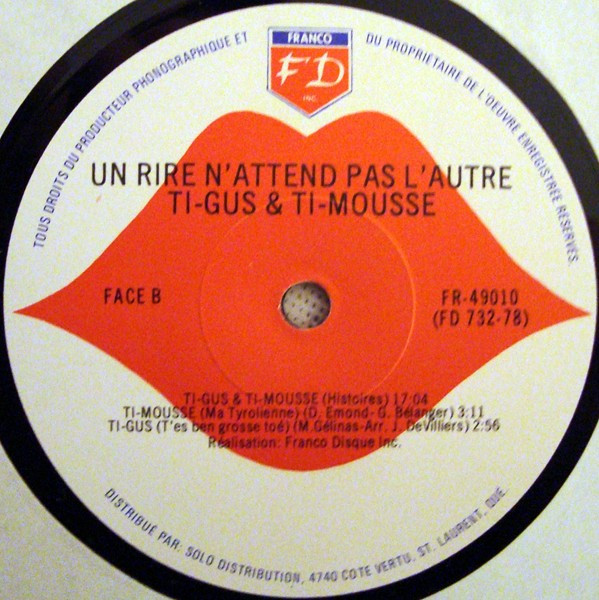 TOUS DROITS DU PRODUCTEUR PHONOGRAPHIQUE ET DU PROPRIÉTAIRE DE L'OEUVRE ENREGISTRÉE RÉSERVÉS.
FRANCO
F'D
INC.
UN RIRE N'ATTEND PAS L'AUTRE
TI-GUS & TI-MOUSSE
FACE B
FR-49010
(FD 732-78)
TI-GUS & TI-MOUSSE (Histoires) 17:04
TI-MOUSSE (Ma Tyrolienne) (D. Emond- G. Bélanger) 3:11
TI-GUS (T'es ben grosse toé) (M.Gélinas-Arr. J. DeVilliers) 2:56
Réalisation: Franco Disque Inc.
DISTRIBUÉ PAR: SOLO DISTRIBUTION, 4740 COTE VERTU, ST. LAURENT, QUÉ.